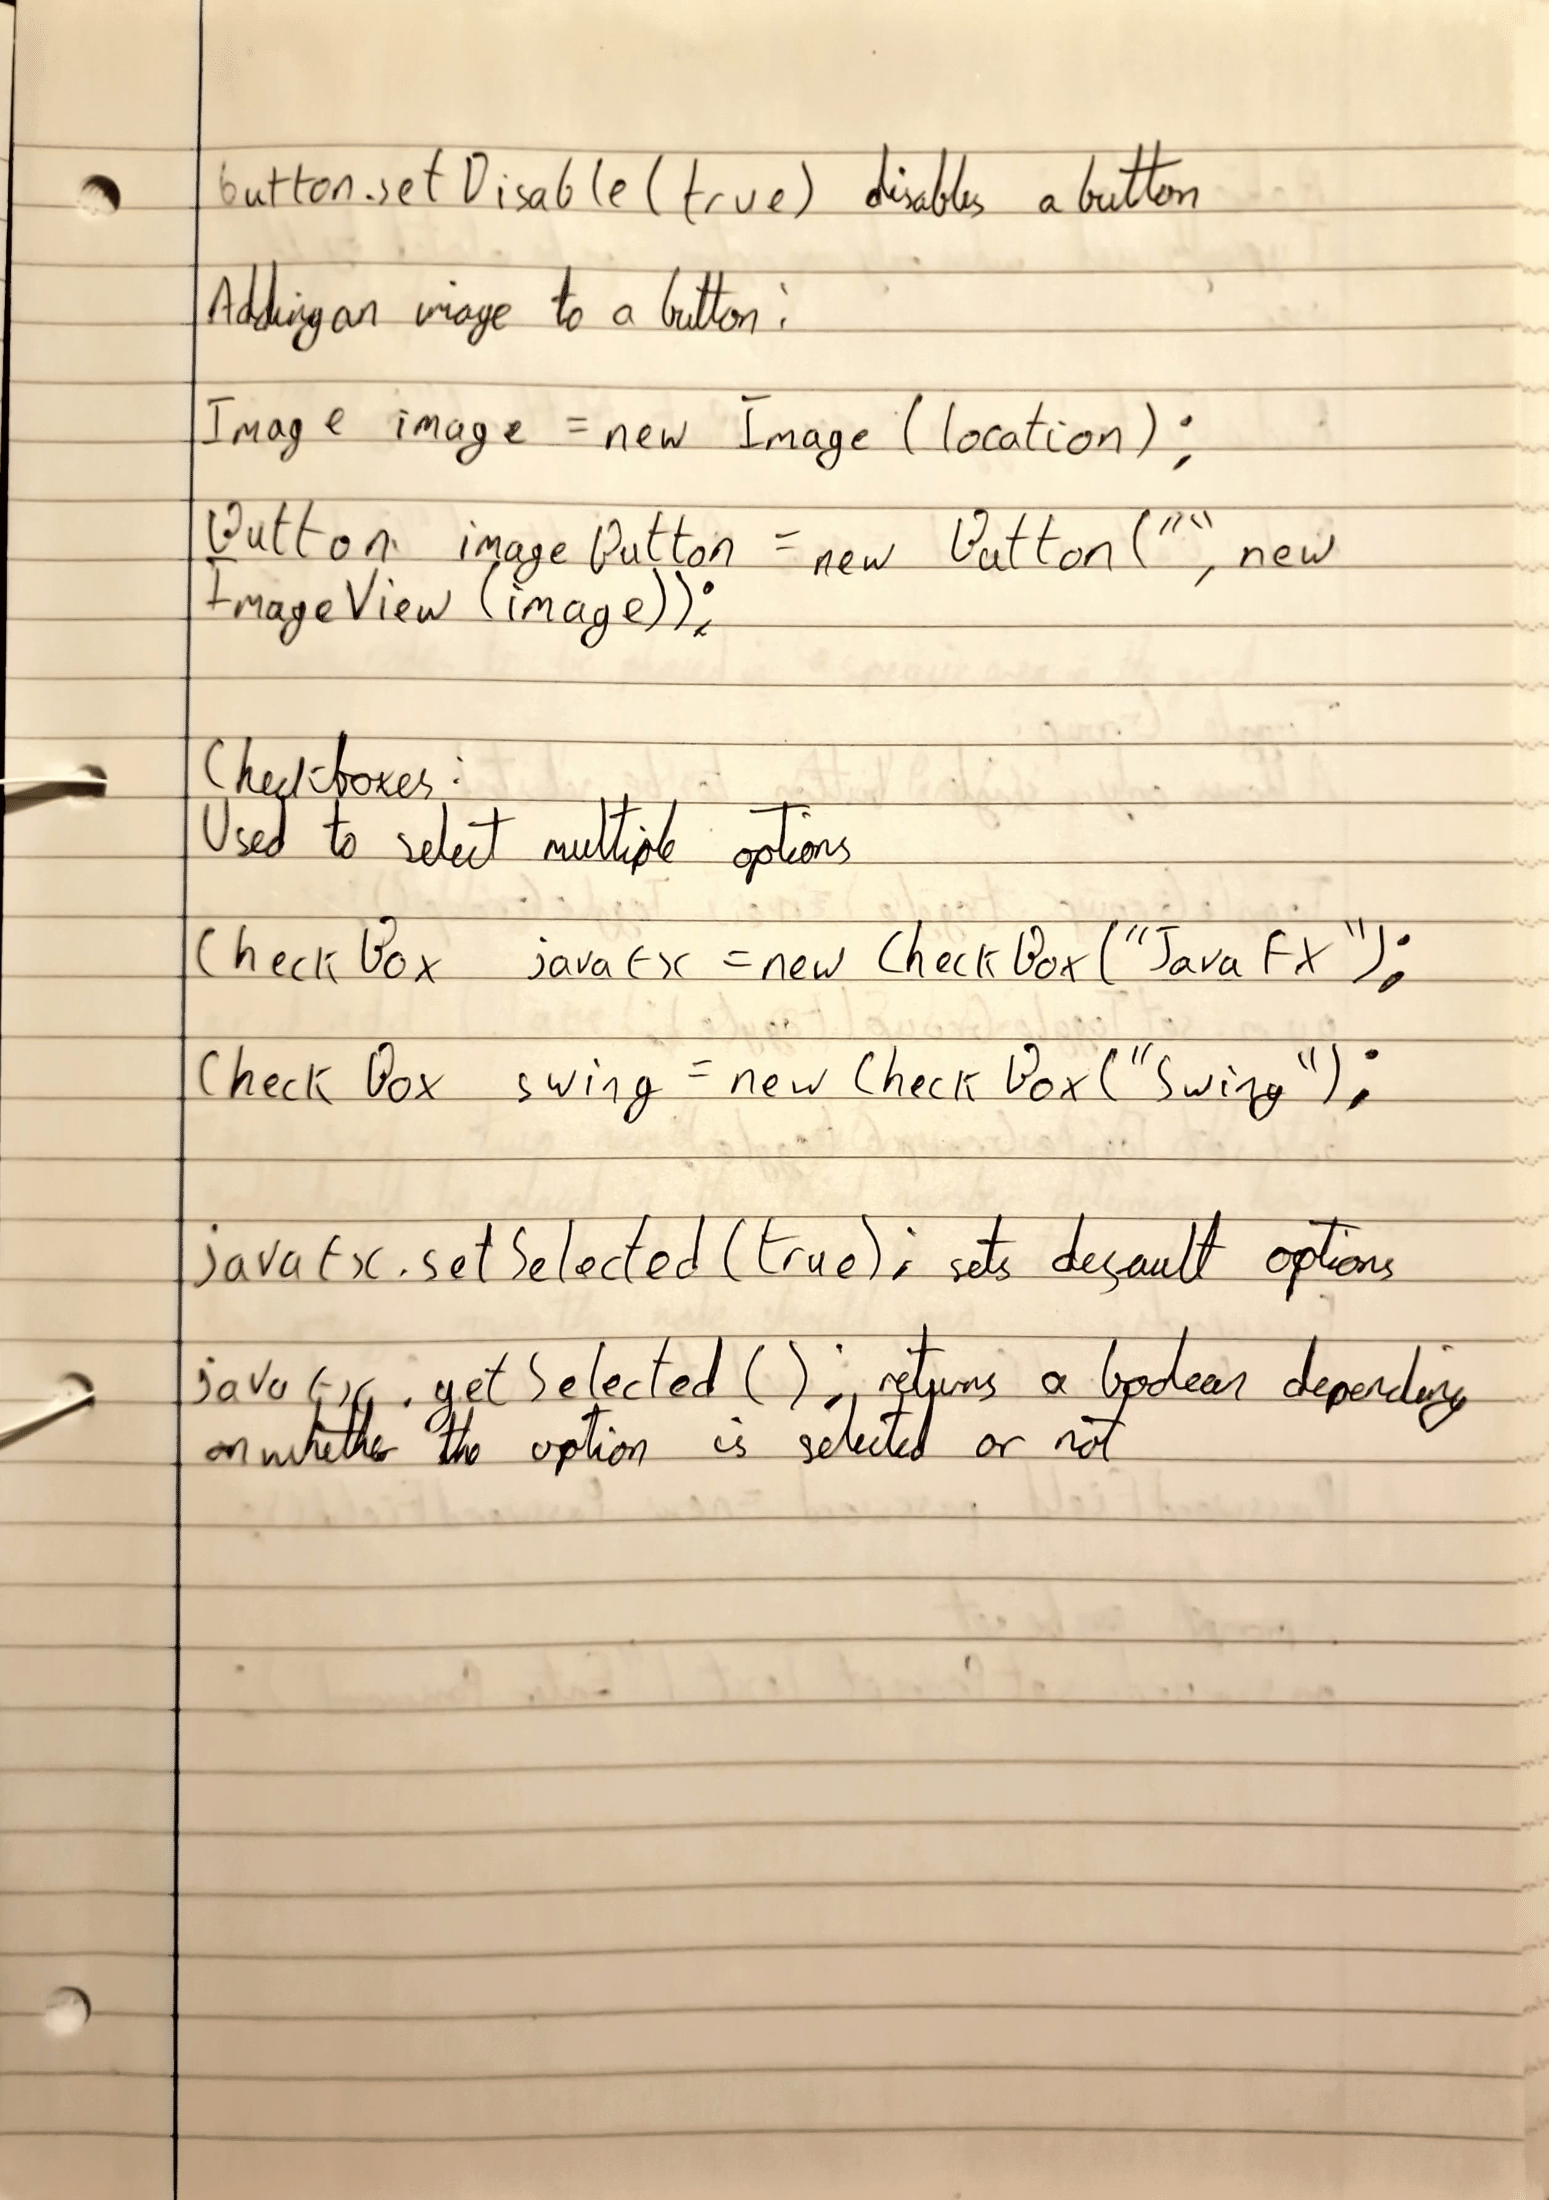 button.setDisable(true) disables a button
Adding an image to a button:
Image image = new Image(location);
Button imageButton = new Button("", new
ImageView(image));
Checkboxes:
Used to select multiple options
CheckBox javaFx = new CheckBox("JavaFX");
CheckBox swing = new CheckBox("Swing");
javaFx.setSelected(true); sets default options
javaFx.getSelected(); returns a boolean depending
on whether the option is selected or not